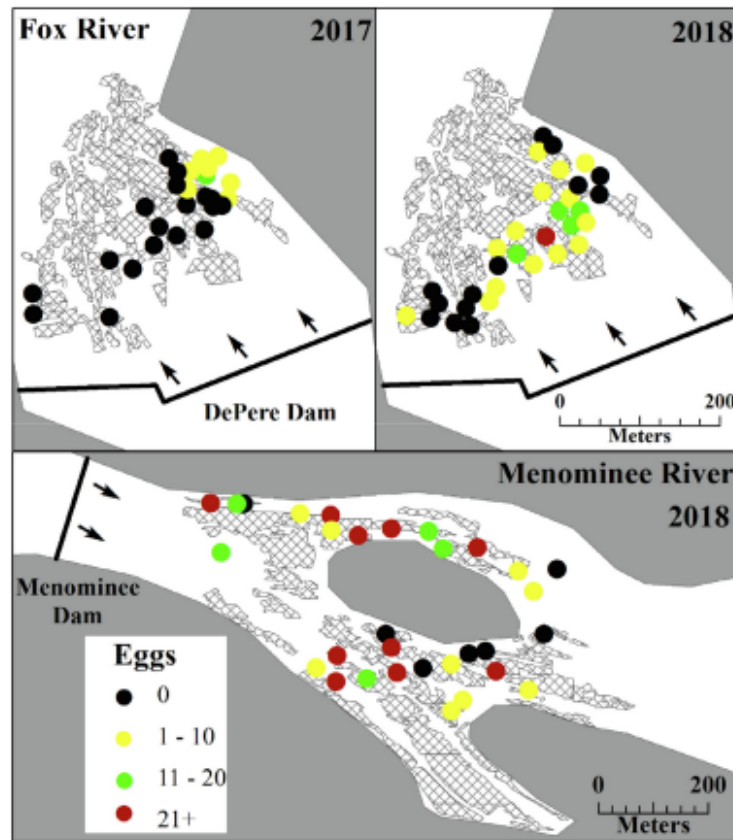 Fox River 2017
2018
DePere Dam
0 200
Meters
Menominee River
2018
Menominee
Dam
Eggs
0
1 - 10
11 - 20
21+
0 200
Meters